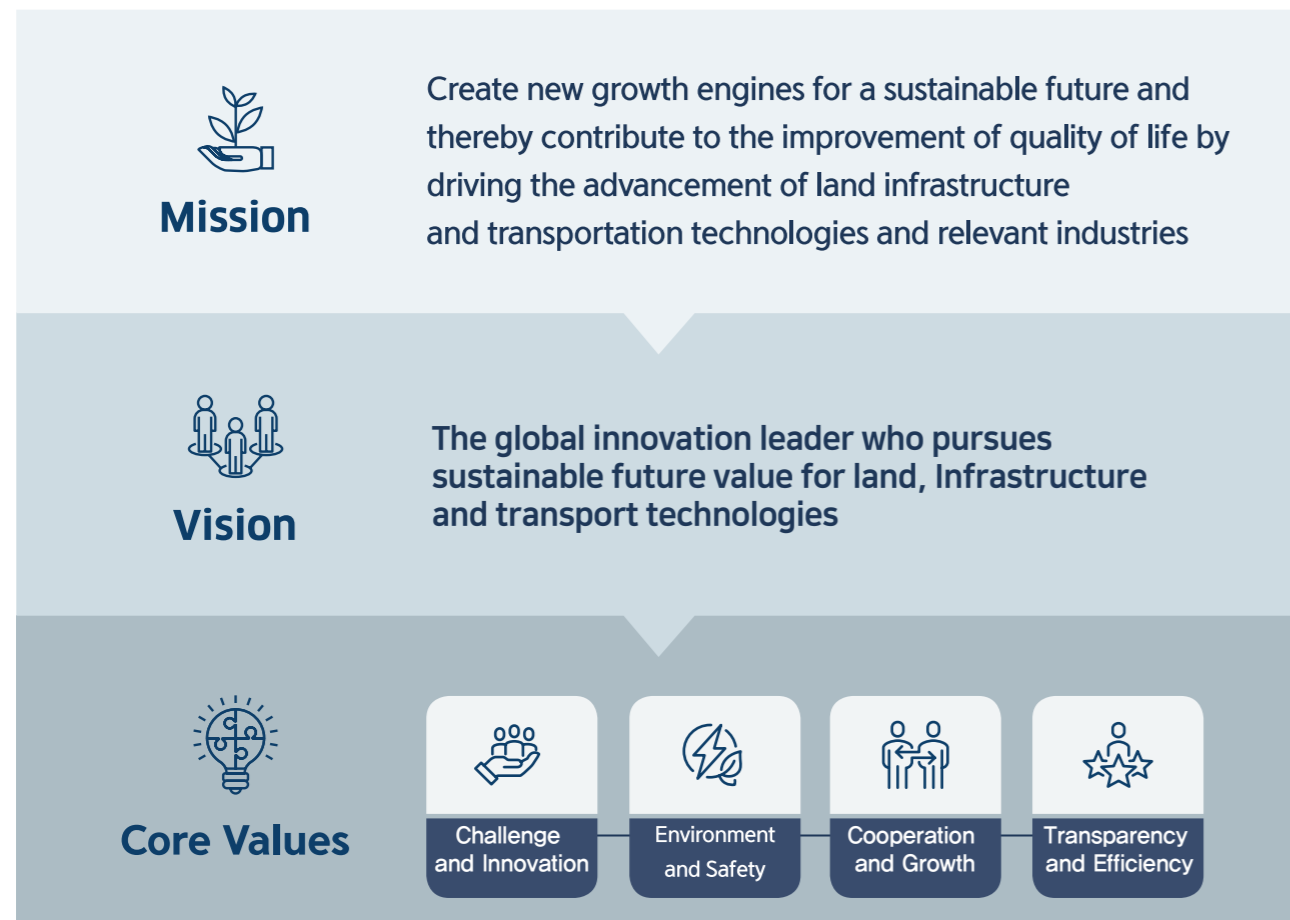 Mission
Create new growth engines for a sustainable future and
thereby contribute to the improvement of quality of life by
driving the advancement of land infrastructure
and transportation technologies and relevant industries
Vision
The global innovation leader who pursues
sustainable future value for land, Infrastructure
and transport technologies
Core Values
Challenge
and Innovation
Environment
and Safety
Cooperation
and Growth
Transparency
and Efficiency